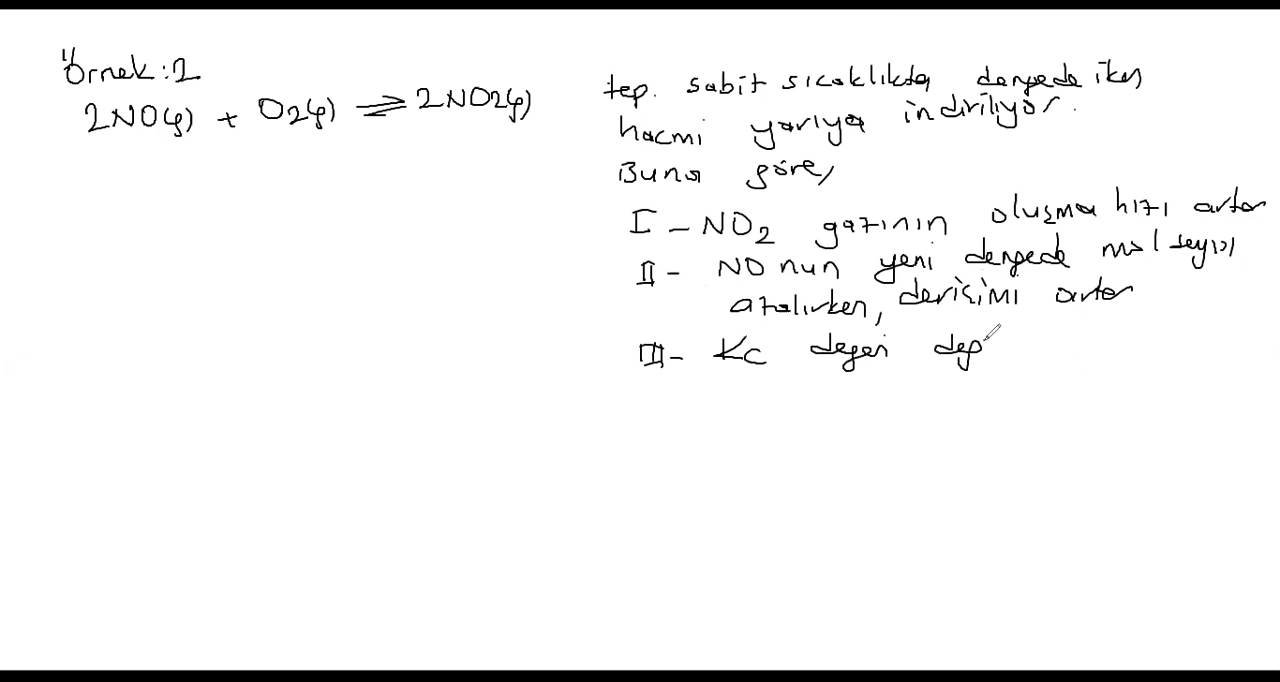 Örnek:2
2NO(g) + O2(g) ⇌ 2NO2(g)
tep. sabit sıcaklıkta dengede iken
hacmi yarıya indiriliyor.
Buna göre,
I - NO2 gazının oluşma hızı artar
II - NO nun yeni dengede mol sayısı
azalırken, derişimi artar
III - Kc değeri değ